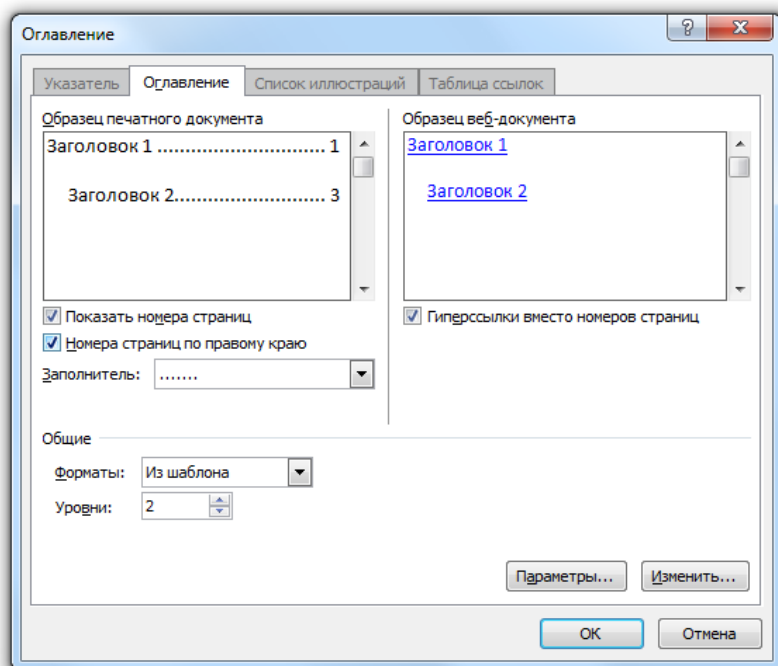 Оглавление
Указатель Оглавление Список иллюстраций Таблица ссылок
Образец печатного документа
Заголовок 1 ............................... 1
Заголовок 2............................ 3
Показать номера страниц
Номера страниц по правому краю
Заполнитель: .......
Образец веб-документа
Заголовок 1
Заголовок 2
Гиперссылки вместо номеров страниц
Общие
Форматы: Из шаблона
Уровни: 2
Параметры... Изменить...
ОК Отмена